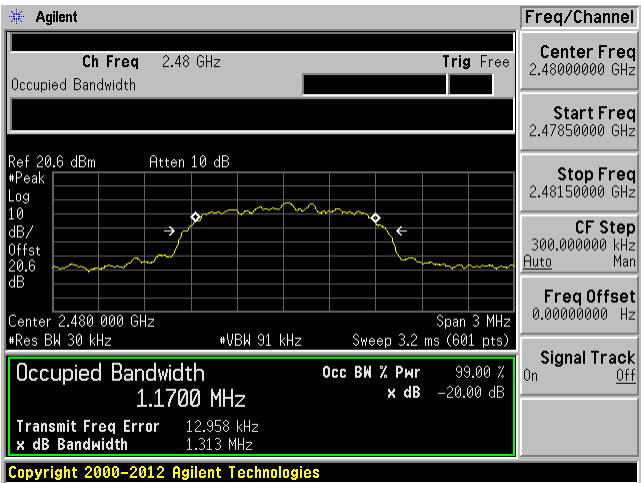 Agilent
Freq/Channel
Ch Freq 2.48 GHz Trig Free
Occupied Bandwidth
Center Freq
2.48000000 GHz
Start Freq
2.47850000 GHz
Stop Freq
2.48150000 GHz
CF Step
300.000000 kHz
Auto Man
Freq Offset
0.00000000 Hz
Signal Track
On Off
Ref 20.6 dBm Atten 10 dB
#Peak
Log
10
dB/
Offst
20.6
dB
Center 2.480 000 GHz Span 3 MHz
#Res BW 30 kHz #VBW 91 kHz Sweep 3.2 ms (601 pts)
Occupied Bandwidth Occ BW % Pwr 99.00 %
1.1700 MHz x dB -20.00 dB
Transmit Freq Error 12.958 kHz
x dB Bandwidth 1.313 MHz
Copyright 2000-2012 Agilent Technologies